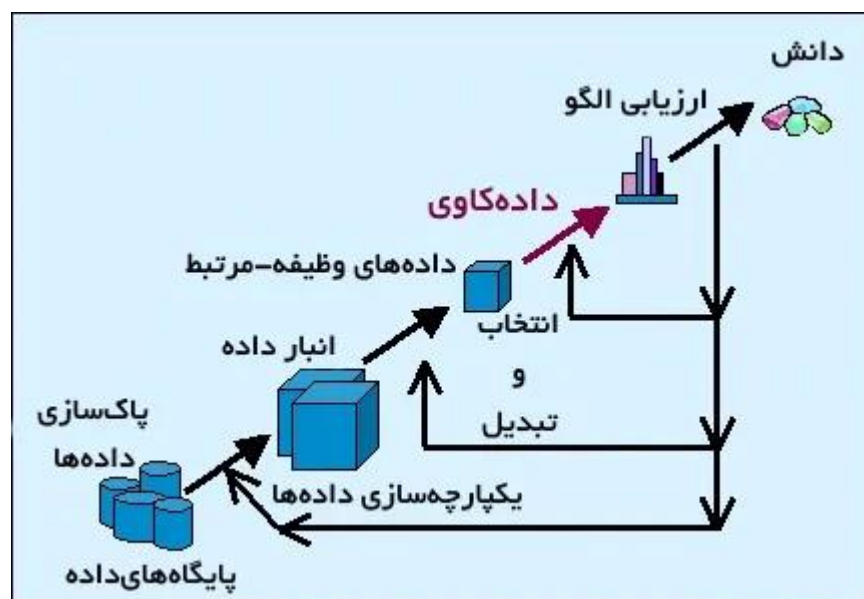 دانش
ارزیابی الگو
داده‌کاوی
داده‌های وظیفه-مرتبط
انتخاب
و
تبدیل
انبار داده
پاک‌سازی
داده‌ها
یکپارچه‌سازی داده‌ها
پایگاه‌های‌داده